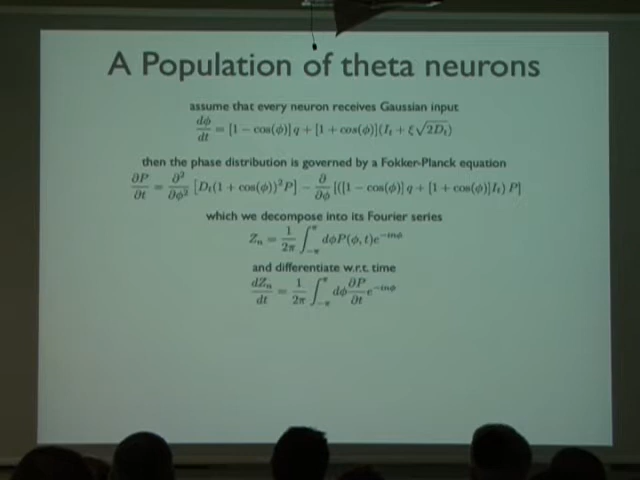 A Population of theta neurons
assume that every neuron receives Gaussian input
dϕ/dt = [1 − cos(ϕ)] q + [1 + cos(ϕ)](I_t + ξ√2D_t)
then the phase distribution is governed by a Fokker-Planck equation
∂P/∂t = ∂²/∂ϕ² [D_t(1 + cos(ϕ))²P] − ∂/∂ϕ [([1 − cos(ϕ)] q + [1 + cos(ϕ)]I_t) P]
which we decompose into its Fourier series
Z_n = 1/2π ∫_{−π}^{π} dϕP(ϕ, t)e^{−inϕ}
and differentiate w.r.t. time
dZ_n/dt = 1/2π ∫_{−π}^{π} dϕ ∂P/∂t e^{−inϕ}